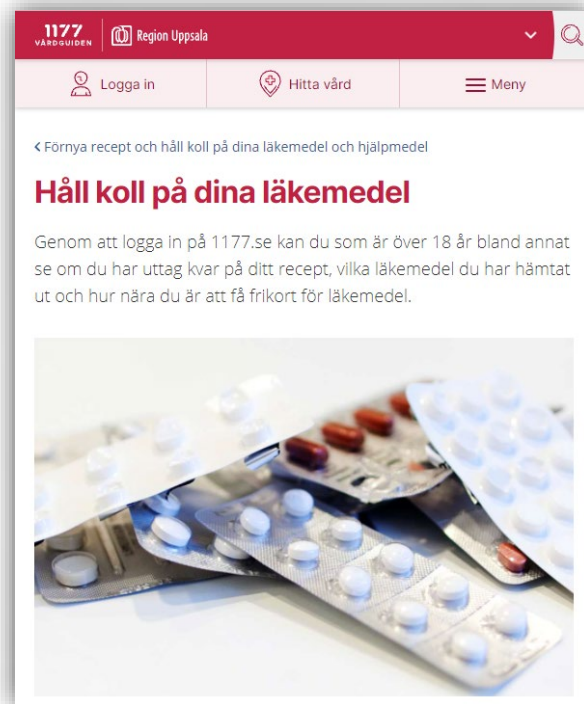 1177
VÅRDGUIDEN
Region Uppsala
Logga in
Hitta vård
Meny
Förnya recept och håll koll på dina läkemedel och hjälpmedel
Håll koll på dina läkemedel
Genom att logga in på 1177.se kan du som är över 18 år bland annat
se om du har uttag kvar på ditt recept, vilka läkemedel du har hämtat
ut och hur nära du är att få frikort för läkemedel.